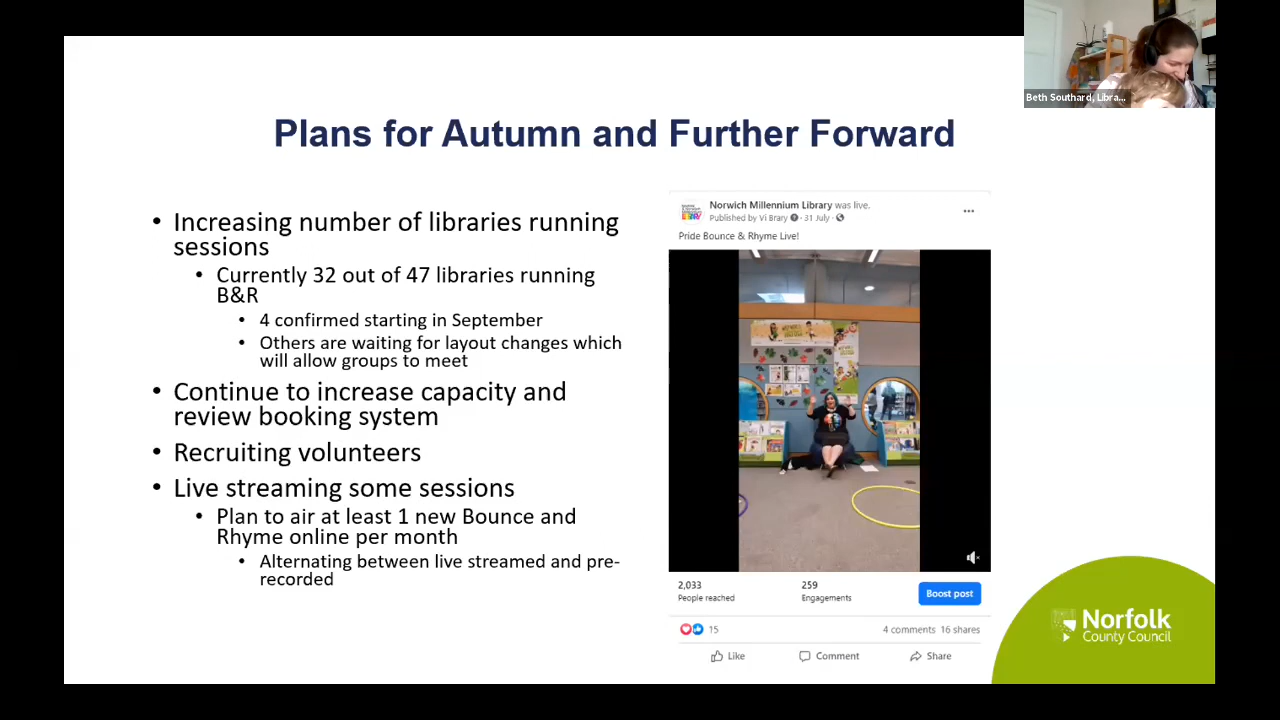 Beth Southard, Libra...
Plans for Autumn and Further Forward
• Increasing number of libraries running
sessions
• Currently 32 out of 47 libraries running
B&R
• 4 confirmed starting in September
• Others are waiting for layout changes which
will allow groups to meet
• Continue to increase capacity and
review booking system
• Recruiting volunteers
• Live streaming some sessions
• Plan to air at least 1 new Bounce and
Rhyme online per month
• Alternating between live streamed and pre-
recorded
Norwich Millennium Library was live.
Published by Vi Brary · 31 July ·
Pride Bounce & Rhyme Live!
2,033
People reached
259
Engagements
Boost post
15
4 comments 16 shares
Like
Comment
Share
Norfolk
County Council